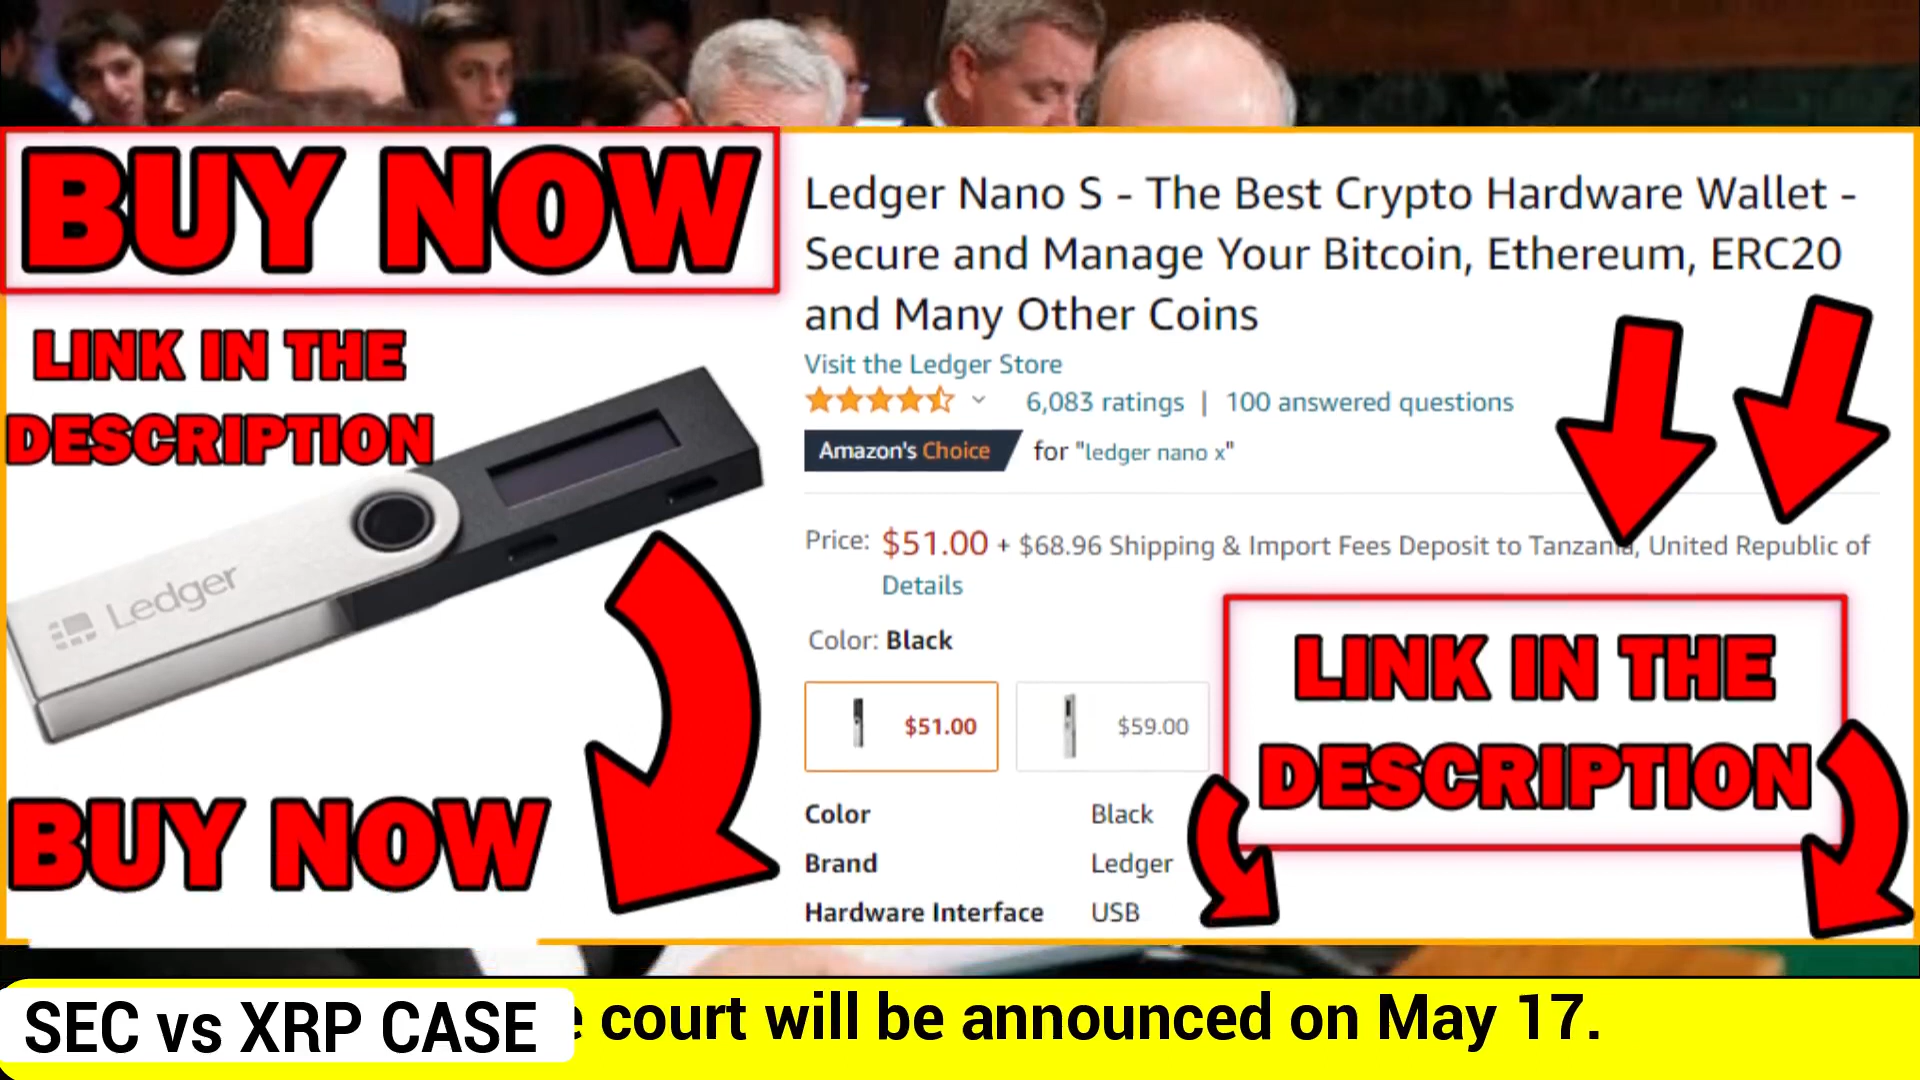 BUY NOW
LINK IN THE
DESCRIPTION
Ledger
BUY NOW
Ledger Nano S - The Best Crypto Hardware Wallet -
Secure and Manage Your Bitcoin, Ethereum, ERC20
and Many Other Coins
Visit the Ledger Store
6,083 ratings | 100 answered questions
Amazon's Choice for "ledger nano x"
Price: $51.00 + $68.96 Shipping & Import Fees Deposit to Tanzania, United Republic of
Details
Color: Black
$51.00 $59.00
LINK IN THE
DESCRIPTION
Color Black
Brand Ledger
Hardware Interface USB
SEC vs XRP CASE
court will be announced on May 17.